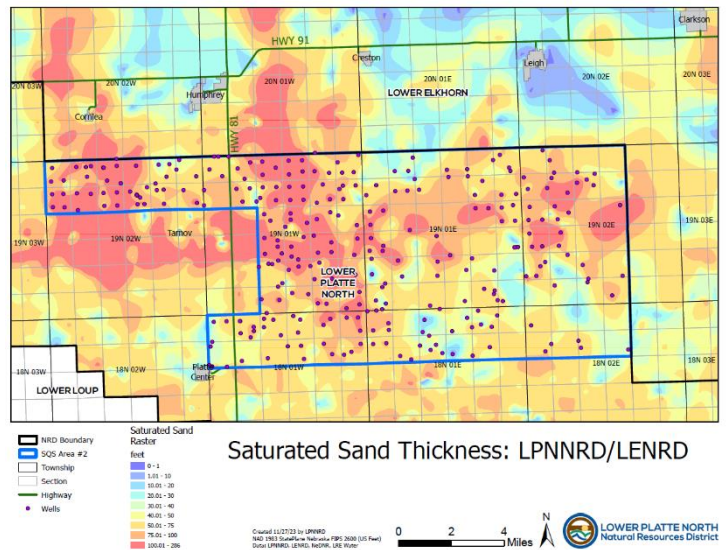 HWY 91
Clarkson
Creston
Leigh
20N 03W
20N 02W
20N 01W
20N 01E
20N 02E
20N 03E
Humphrey
LOWER ELKHORN
Cornlea
HWY 81
19N 03W
19N 02W
Tarnov
19N 01W
19N 01E
19N 02E
19N 03E
LOWER
PLATTE
NORTH
18N 03W
18N 02W
Platte
Center
18N 01W
18N 01E
18N 02E
18N 03E
LOWER LOUP
NRD Boundary
SQS Area #2
Township
Section
Highway
Wells
Saturated Sand
Raster
feet
0 - 1
1.01 - 10
10.01 - 20
20.01 - 30
30.01 - 40
40.01 - 50
50.01 - 75
75.01 - 100
100.01 - 286
Saturated Sand Thickness: LPNNRD/LENRD
Created 11/27/23 by LPNNRD
NAD 1983 StatePlane Nebraska FIPS 2600 (US Feet)
Data: LPNNRD, LENRD, NeDNR, LRE Water
0 2 4 Miles
N
LOWER PLATTE NORTH
Natural Resources District